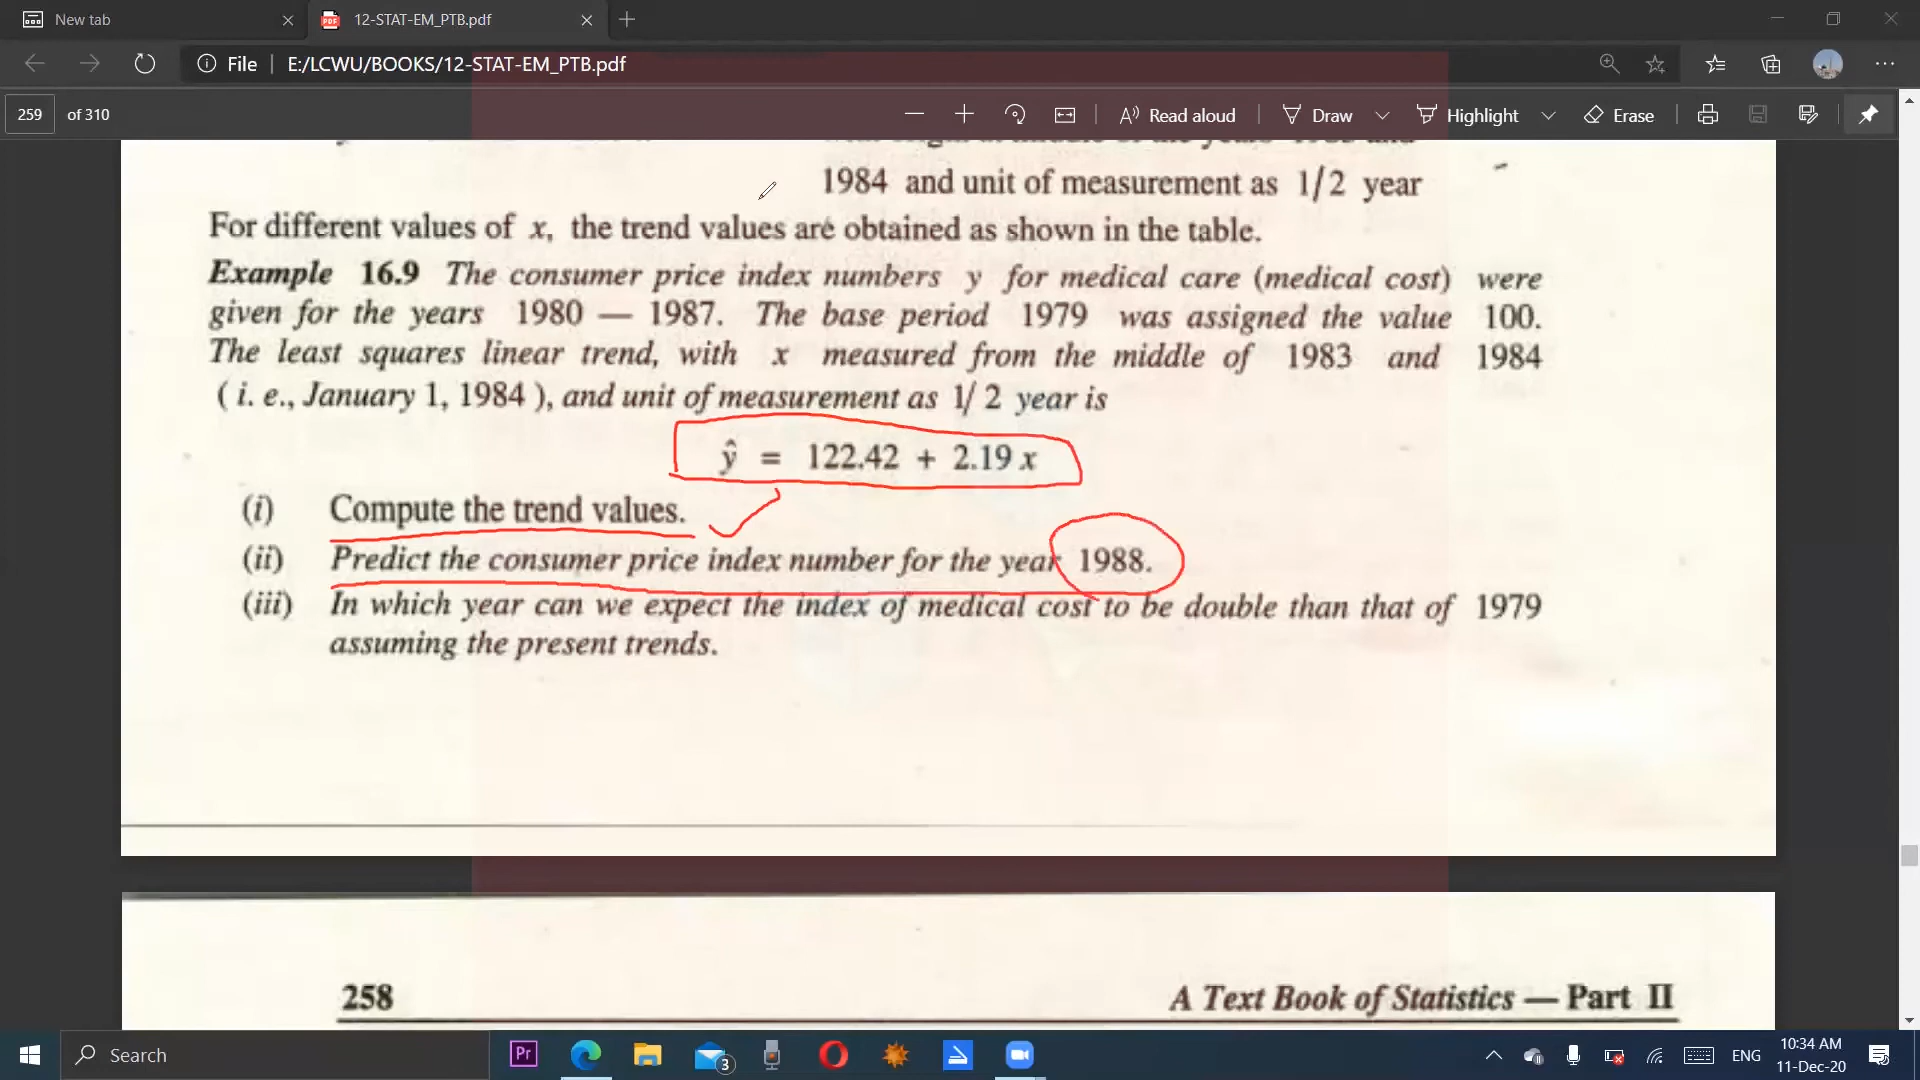 New tab
12-STAT-EM_PTB.pdf
File
E:/LCWU/BOOKS/12-STAT-EM_PTB.pdf
259 of 310
Read aloud
Draw
Highlight
Erase
1984 and unit of measurement as 1/2 year
For different values of x, the trend values are obtained as shown in the table.
Example 16.9 The consumer price index numbers y for medical care (medical cost) were
given for the years 1980 — 1987. The base period 1979 was assigned the value 100.
The least squares linear trend, with x measured from the middle of 1983 and 1984
( i. e., January 1, 1984 ), and unit of measurement as 1/ 2 year is
ŷ = 122.42 + 2.19 x
(i) Compute the trend values.
(ii) Predict the consumer price index number for the year 1988.
(iii) In which year can we expect the index of medical cost to be double than that of 1979
assuming the present trends.
258
A Text Book of Statistics — Part II
Search
Pr
3
ENG
10:34 AM
11-Dec-20